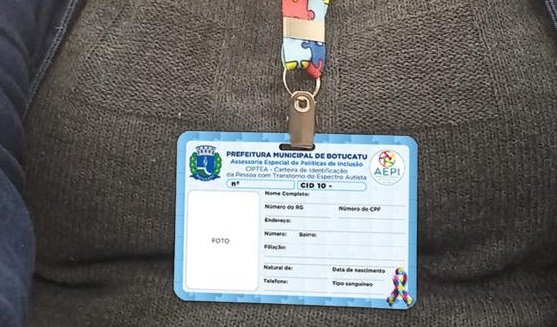 PREFEITURA MUNICIPAL DE BOTUCATU
Assessoria Especial de Políticas de Inclusão
CIPTEA - Carteira de Identificação
da Pessoa com Transtorno do Espectro Autista
AEPI
nº
CID 10 -
Nome Completo:
Número do RG Número do CPF
Endereço:
Número: Bairro:
Filiação:
FOTO
Natural de: Data de nascimento
Telefone: Tipo sanguíneo